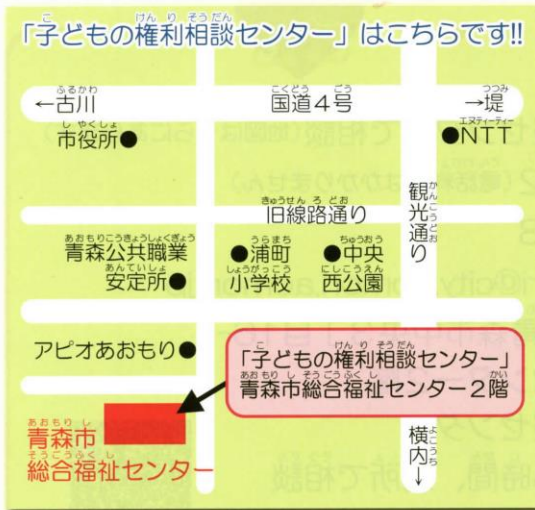 「子どもの権利相談センター」はこちらです!!
←古川
国道4号
→堤
市役所●
●NTT
観光通り
旧線路通り
青森公共職業
安定所●
●浦町
小学校
●中央
西公園
アピオあおもり●
「子どもの権利相談センター」
青森市総合福祉センター2階
青森市
総合福祉センター
横内→